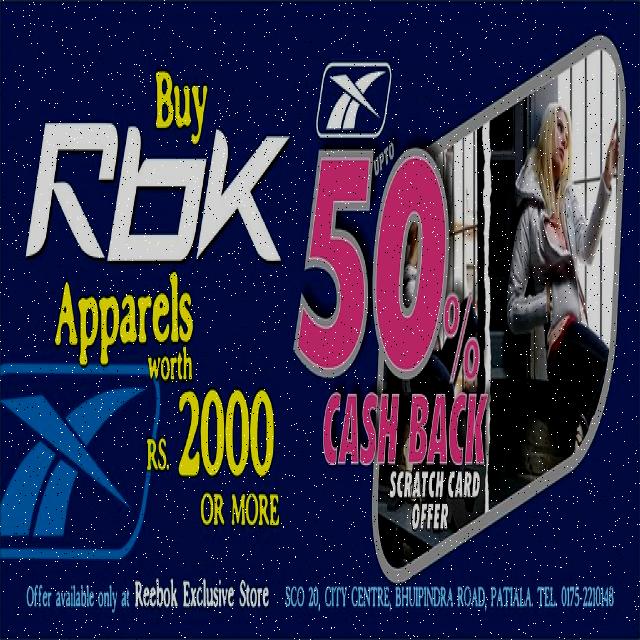 Buy
Rbk
Apparels
worth
RS. 2000
OR MORE
UPTO
50%
CASH BACK
SCRATCH CARD
OFFER
Offer available only at Reebok Exclusive Store SCO 20, CITY CENTRE, BHUPINDRA ROAD, PATIALA. TEL. 0175-2210148